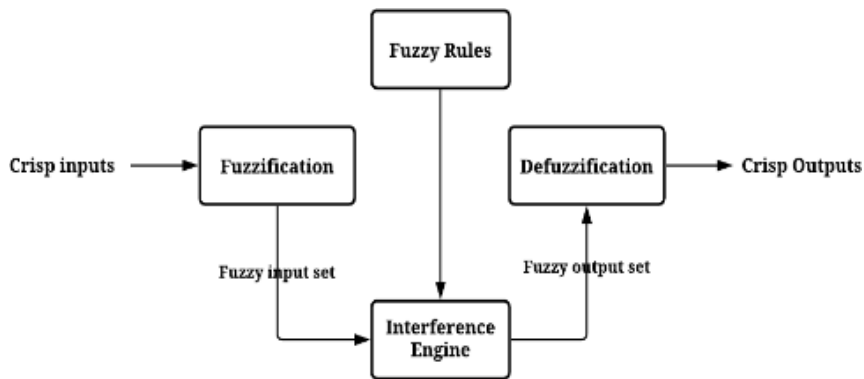 Fuzzy Rules
Crisp inputs
Fuzzification
Defuzzification
Crisp Outputs
Fuzzy input set
Fuzzy output set
Interference
Engine